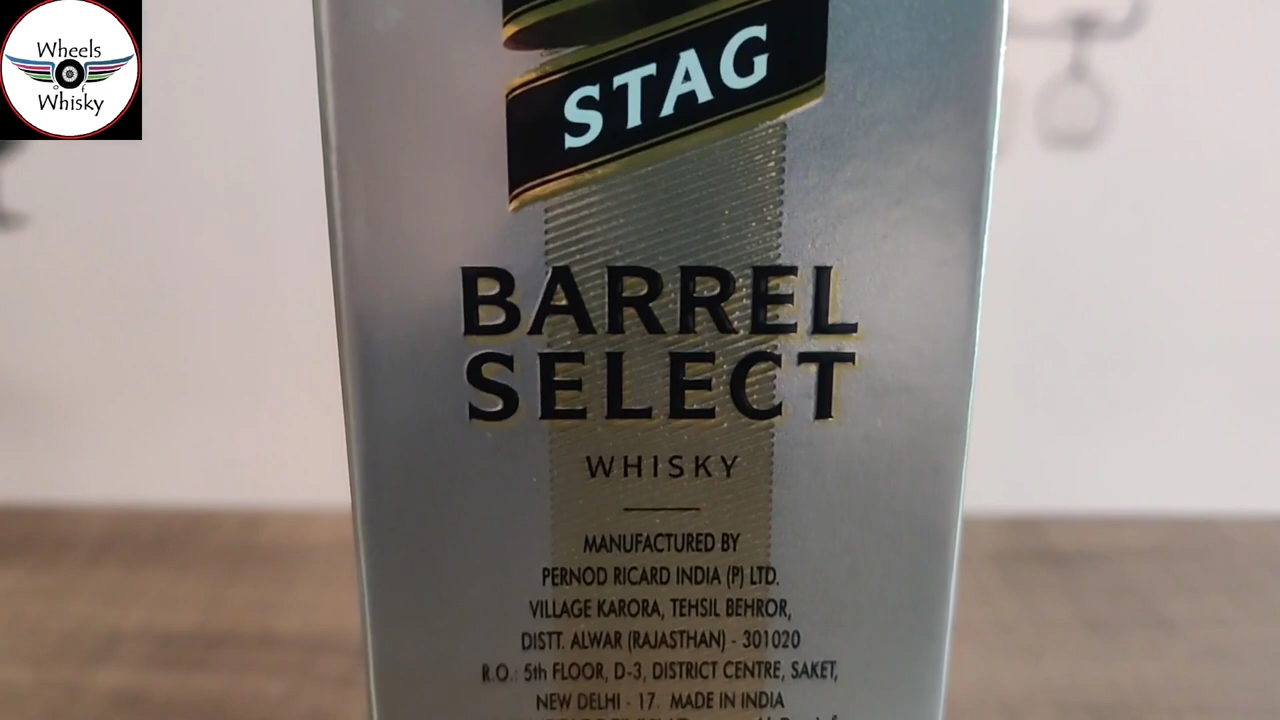 Wheels
Whisky
STAG
BARREL
SELECT
WHISKY
MANUFACTURED BY
PERNOD RICARD INDIA (P) LTD.
VILLAGE KARORA, TEHSIL BEHROR,
DISTT. ALWAR (RAJASTHAN) - 301020
R.O.: 5th FLOOR, D-3, DISTRICT CENTRE, SAKET,
NEW DELHI - 17. MADE IN INDIA